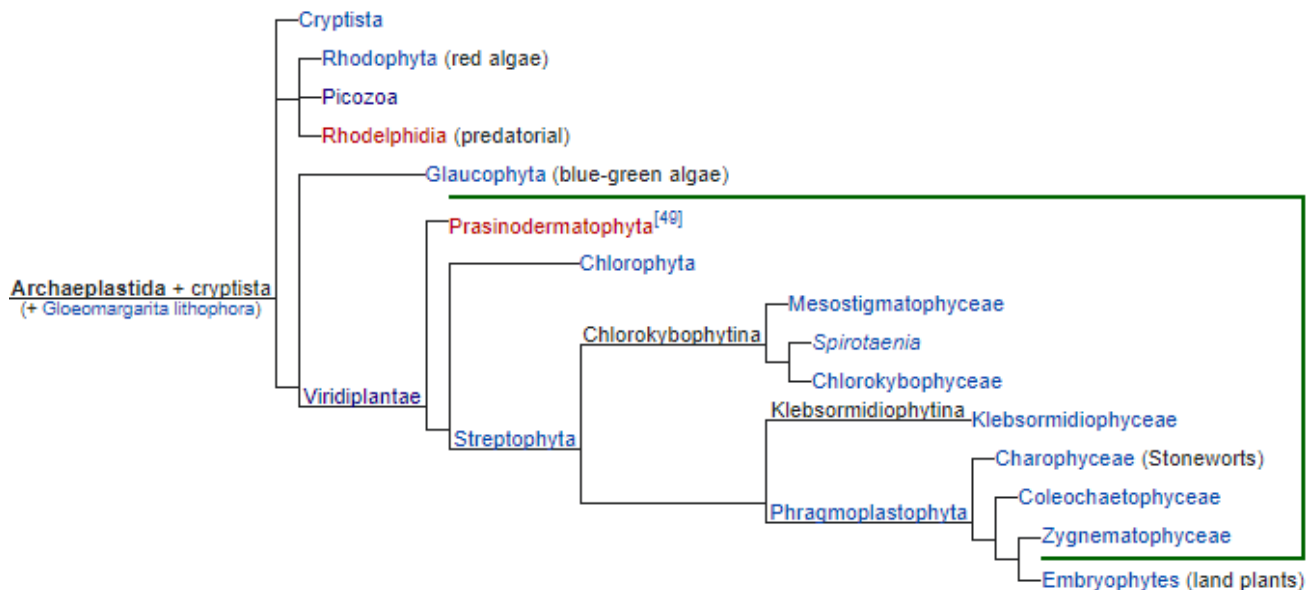 Cryptista
Rhodophyta (red algae)
Picozoa
Rhodelphidia (predatorial)
Glaucophyta (blue-green algae)
Prasinodermatophyta[49]
Chlorophyta
Archaeplastida + cryptista
(+ Gloeomargarita lithophora)
Mesostigmatophyceae
Chlorokybophytina
Spirotaenia
Chlorokybophyceae
Viridiplantae
Klebsormidiophytina
Klebsormidiophyceae
Streptophyta
Charophyceae (Stoneworts)
Coleochaetophyceae
Phragmoplastophyta
Zygnematophyceae
Embryophytes (land plants)